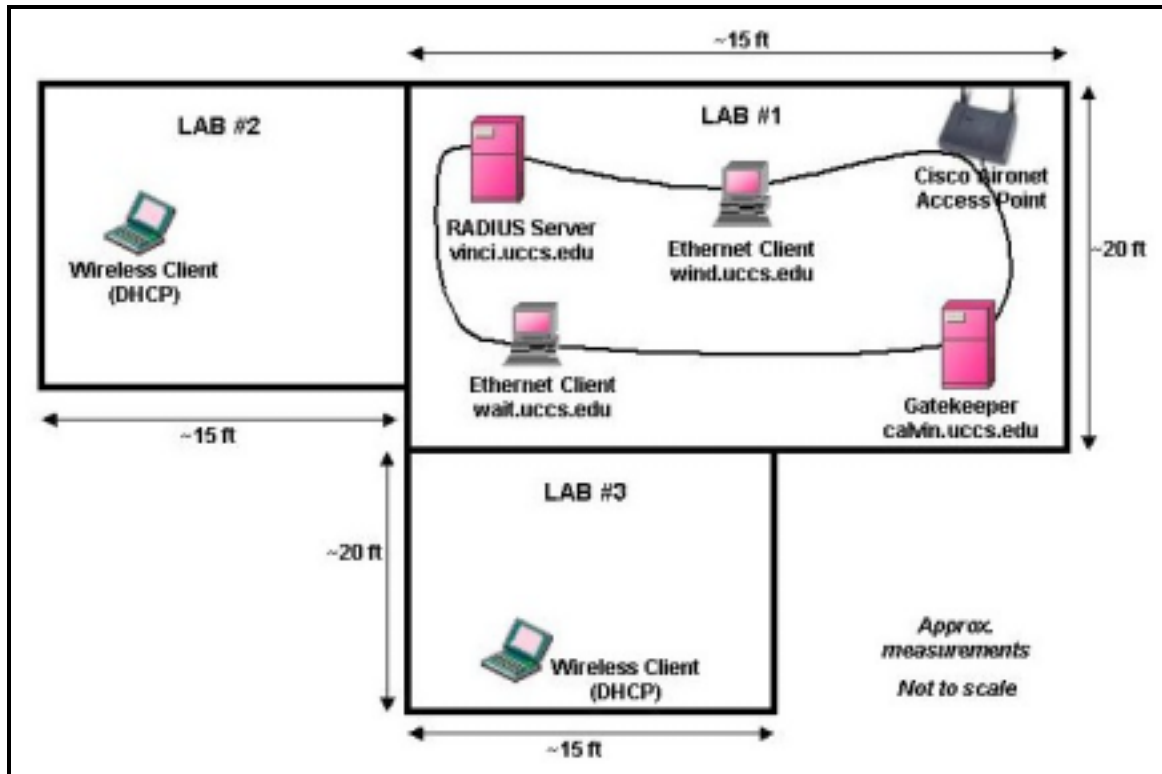 ~15 ft
LAB #2
LAB #1
Cisco Aironet
Access Point
~20 ft
RADIUS Server
vinci.uccs.edu
Ethernet Client
wind.uccs.edu
Wireless Client
(DHCP)
Ethernet Client
wait.uccs.edu
Gatekeeper
calvin.uccs.edu
~15 ft
LAB #3
~20 ft
Wireless Client
(DHCP)
Approx.
measurements
Not to scale
~15 ft